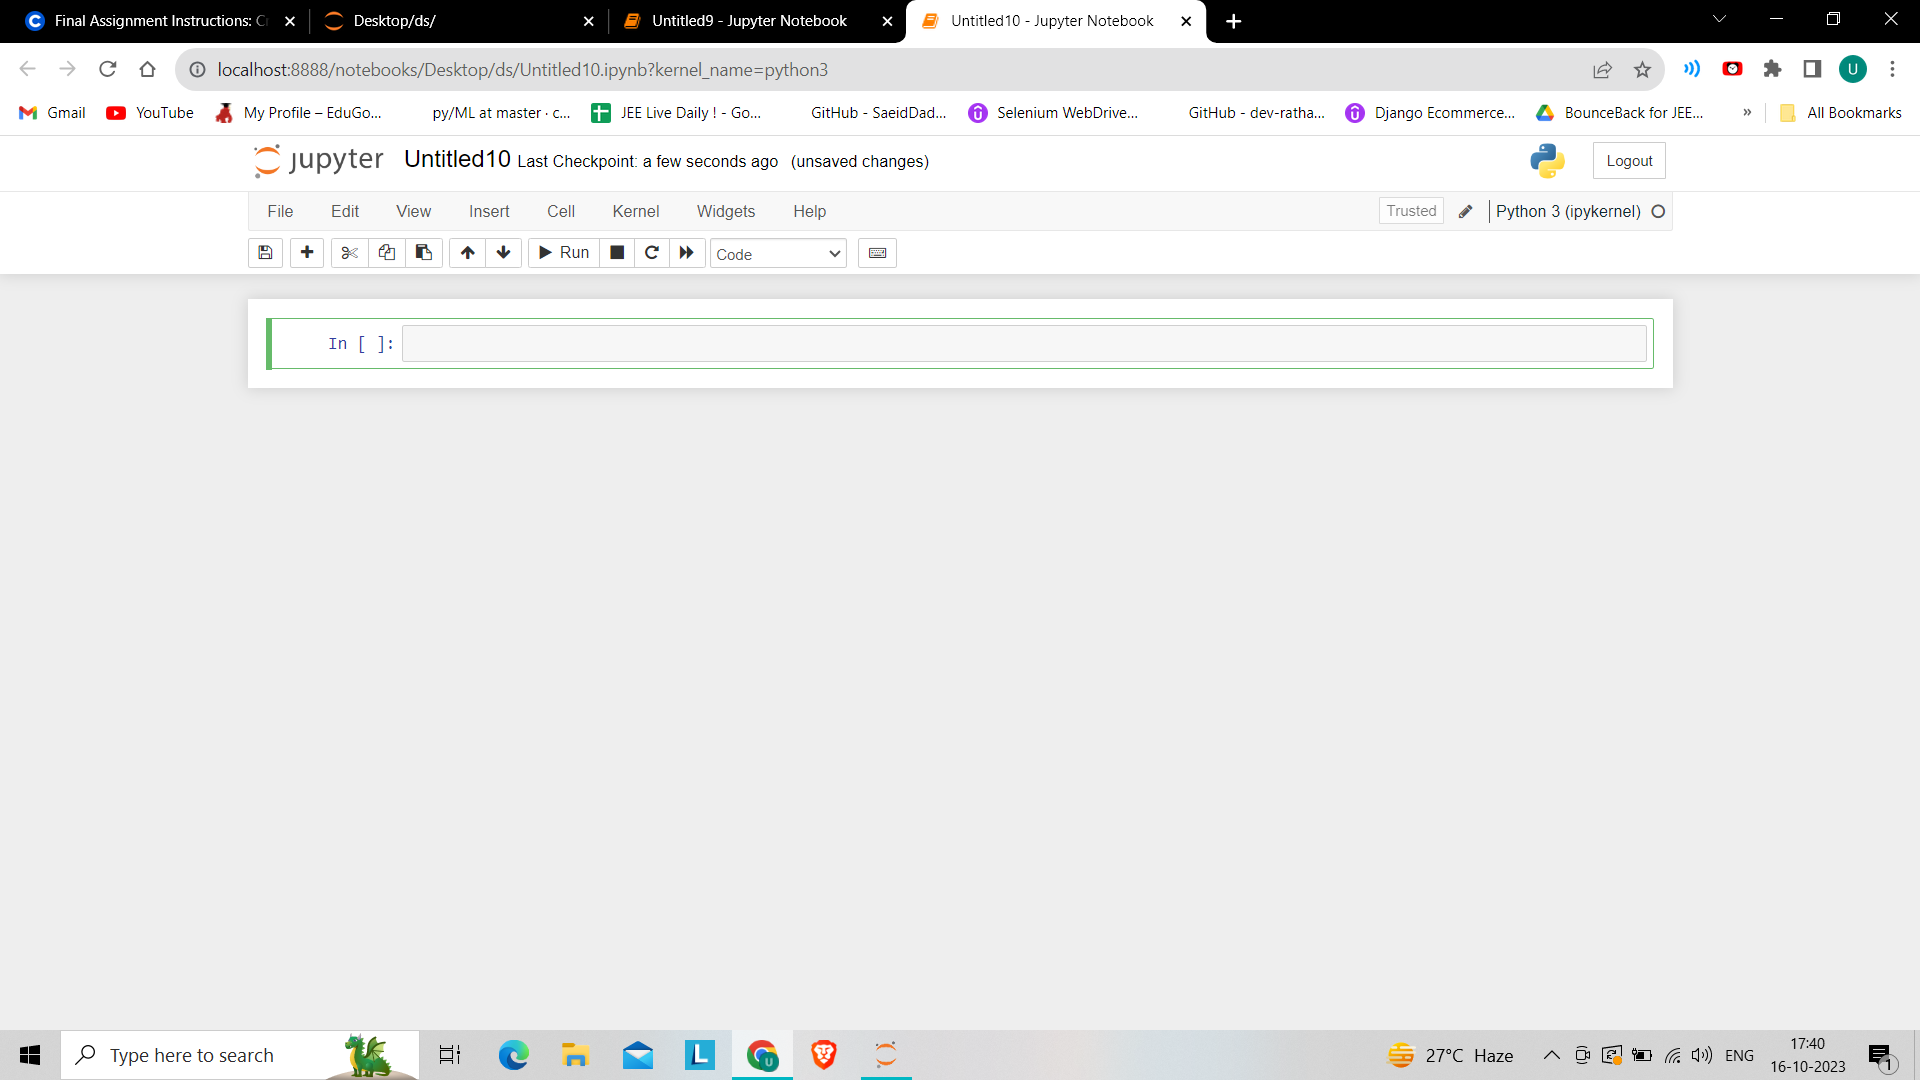 Final Assignment Instructions: C
Desktop/ds/
Untitled9 - Jupyter Notebook
Untitled10 - Jupyter Notebook
localhost:8888/notebooks/Desktop/ds/Untitled10.ipynb?kernel_name=python3
U
Gmail
YouTube
My Profile – EduGo...
py/ML at master · c...
JEE Live Daily ! - Go...
GitHub - SaeidDad...
Selenium WebDrive...
GitHub - dev-ratha...
Django Ecommerce...
BounceBack for JEE...
»
All Bookmarks
jupyter Untitled10 Last Checkpoint: a few seconds ago (unsaved changes)
Logout
File Edit View Insert Cell Kernel Widgets Help
Trusted
Python 3 (ipykernel)
Run
Code
In [ ]:
Type here to search
L
U
27°C Haze
ENG
17:40
16-10-2023
1